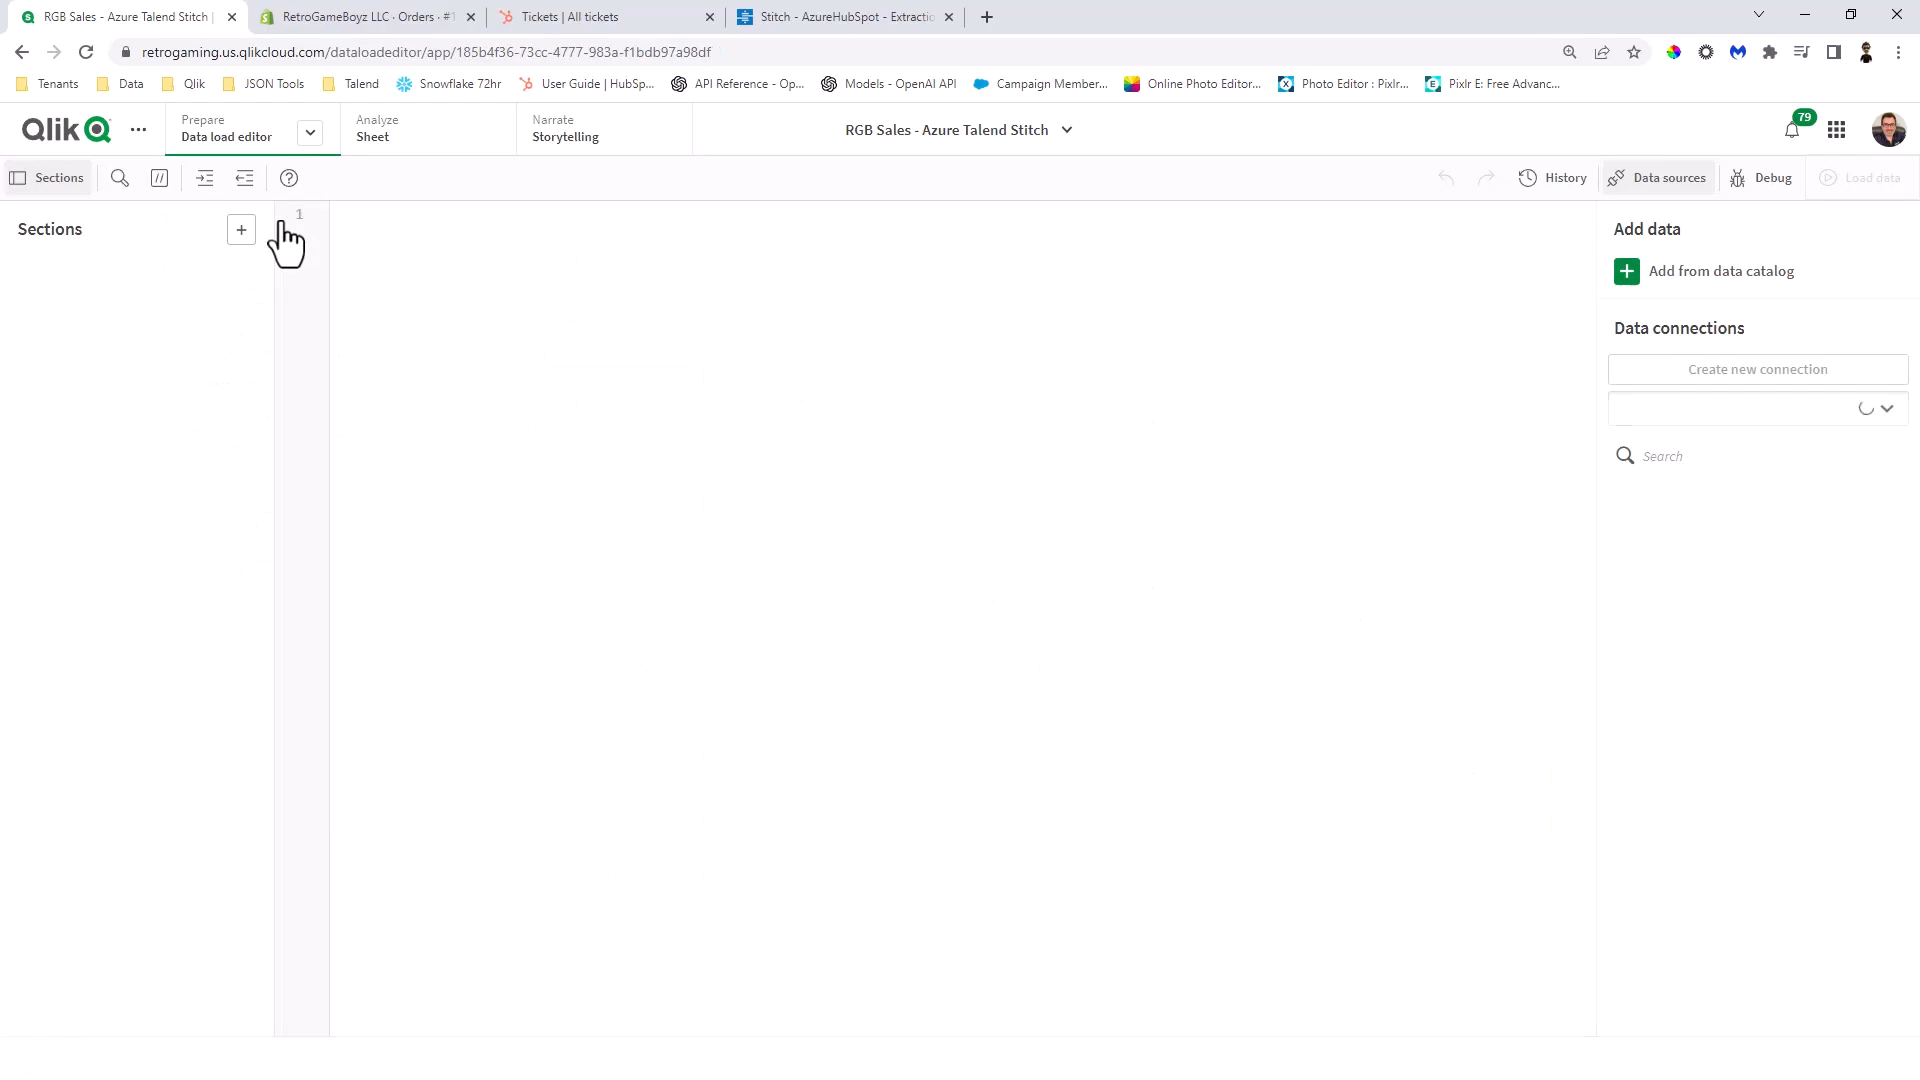 RGB Sales - Azure Talend Stitch |
RetroGameBoyz LLC · Orders · #1
Tickets | All tickets
Stitch - AzureHubSpot - Extractio
retrogaming.us.qlikcloud.com/dataloadeditor/app/185b4f36-73cc-4777-983a-f1bdb97a98df
Tenants
Data
Qlik
JSON Tools
Talend
Snowflake 72hr
User Guide | HubSp...
API Reference - Op...
Models - OpenAI API
Campaign Member...
Online Photo Editor...
Photo Editor : Pixlr...
Pixlr E: Free Advanc...
Qlik
Prepare
Data load editor
Analyze
Sheet
Narrate
Storytelling
RGB Sales - Azure Talend Stitch
79
Sections
//
History
Data sources
Debug
Load data
Sections
1
Add data
Add from data catalog
Data connections
Create new connection
Search